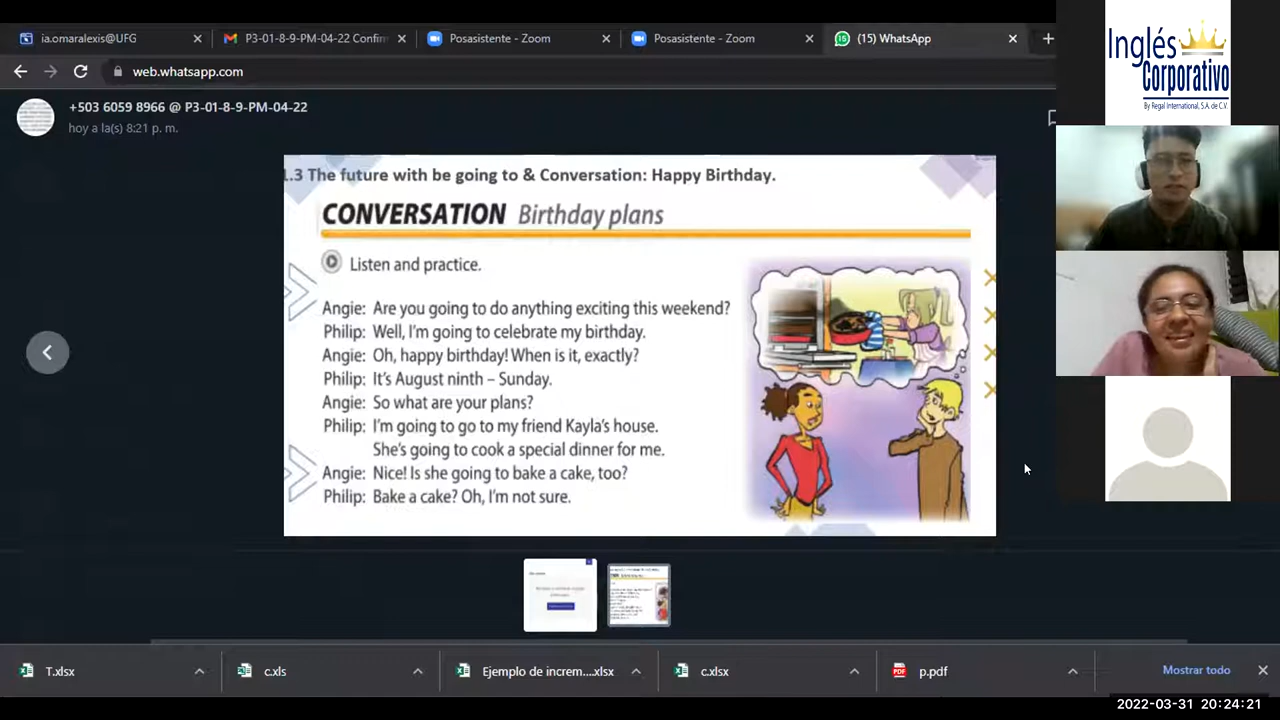 ia.omaralexis@UFG
P3-01-8-9-PM-04-22 Confir
Zoom
Posasistente - Zoom
(15) WhatsApp
web.whatsapp.com
+503 6059 8966 @ P3-01-8-9-PM-04-22
hoy a la(s) 8:21 p. m.
Inglés
Corporativo
By Regal International, S.A. de C.V.
1.3 The future with be going to & Conversation: Happy Birthday.
CONVERSATION Birthday plans
Listen and practice.
Angie: Are you going to do anything exciting this weekend?
Philip: Well, I'm going to celebrate my birthday.
Angie: Oh, happy birthday! When is it, exactly?
Philip: It's August ninth – Sunday.
Angie: So what are your plans?
Philip: I'm going to go to my friend Kayla's house.
She's going to cook a special dinner for me.
Angie: Nice! Is she going to bake a cake, too?
Philip: Bake a cake? Oh, I'm not sure.
T.xlsx
c.xls
Ejemplo de increm....xlsx
c.xlsx
p.pdf
Mostrar todo
2022-03-31 20:24:21